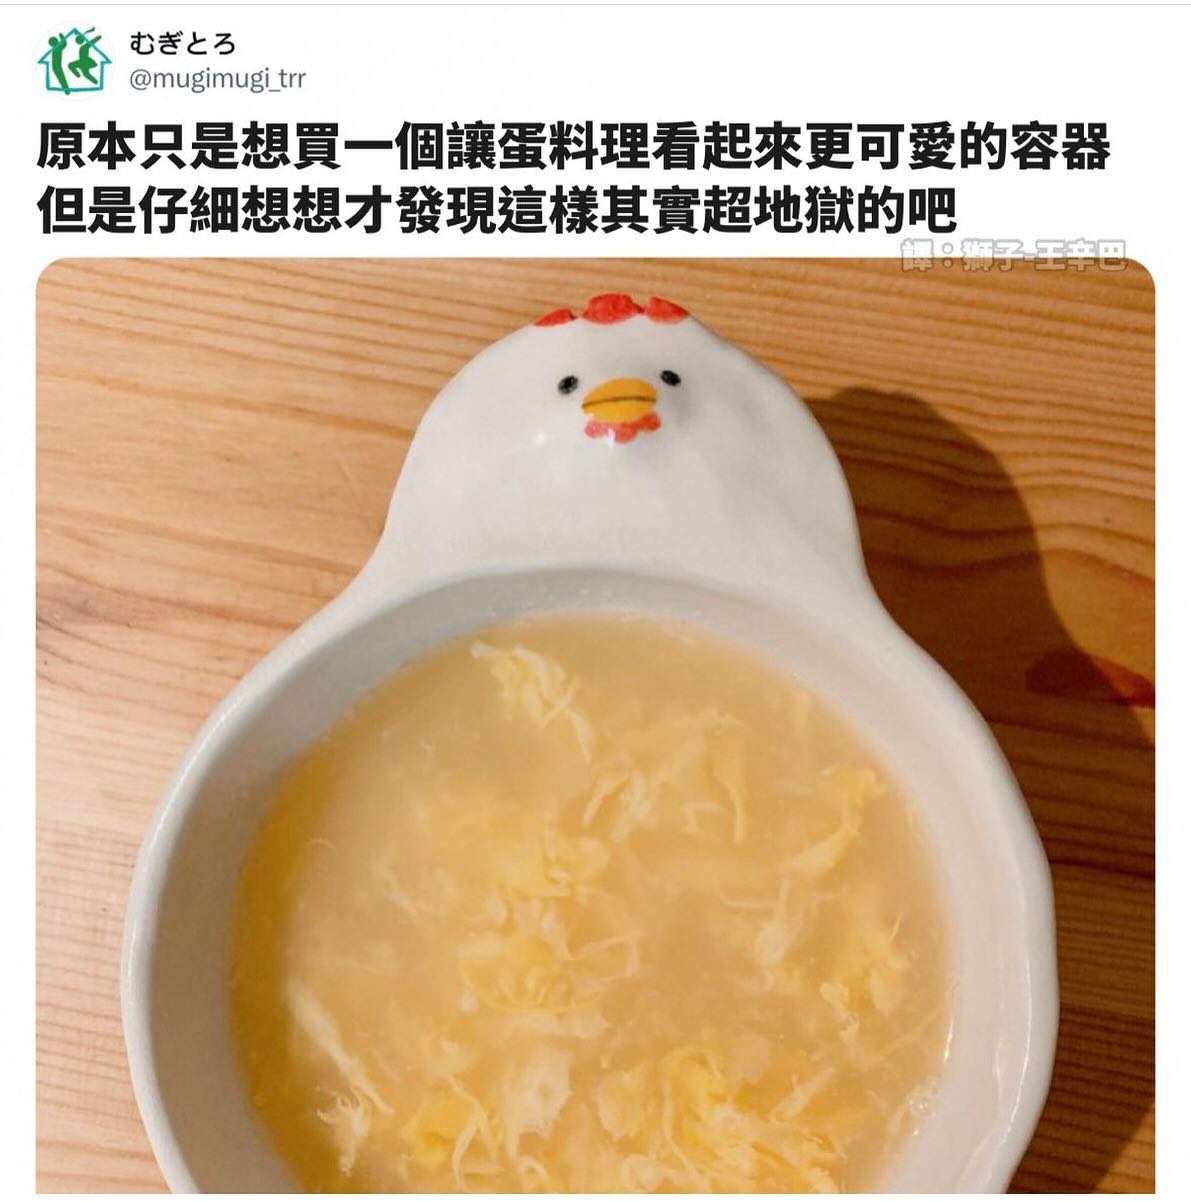 むぎとろ
@mugimugi_trr
原本只是想買一個讓蛋料理看起來更可愛的容器
但是仔細想想才發現這樣其實超地獄的吧
譯：獅子-王辛巴